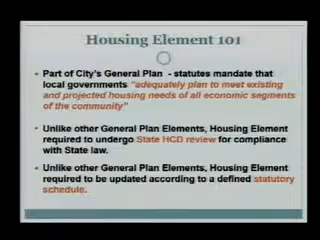 Housing Element 101
• Part of City's General Plan - statutes mandate that
local governments "adequately plan to meet existing
and projected housing needs of all economic segments
of the community"
• Unlike other General Plan Elements, Housing Element
required to undergo State HCD review for compliance
with State law.
• Unlike other General Plan Elements, Housing Element
required to be updated according to a defined statutory
schedule.